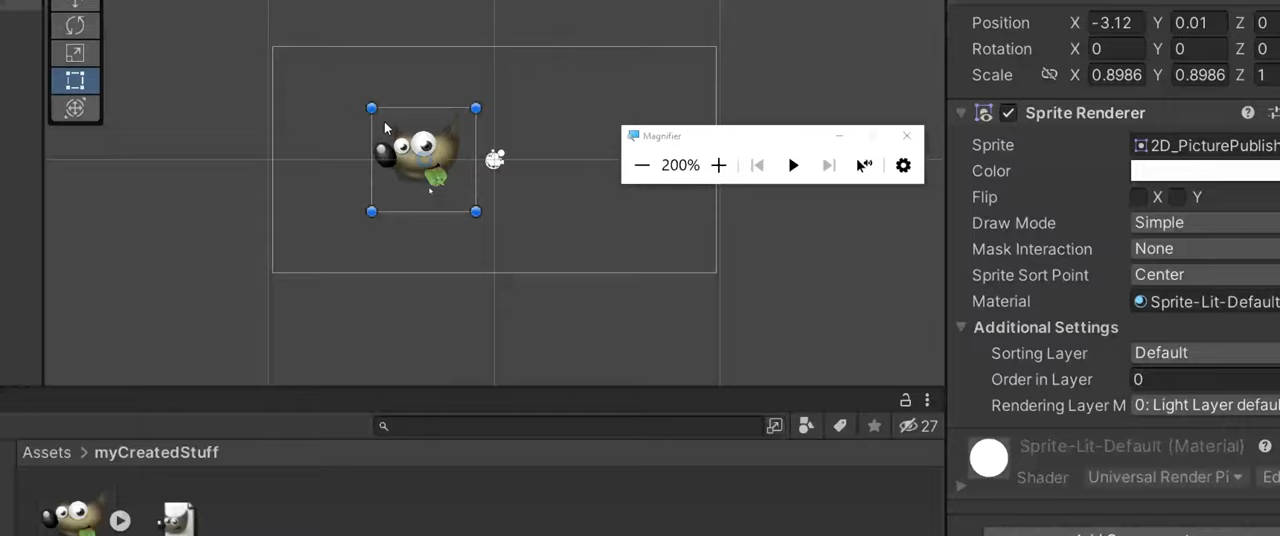 Position X -3.12 Y 0.01 Z 0
Rotation X 0 Y 0 Z 0
Scale X 0.8986 Y 0.8986 Z 1
Sprite Renderer
Magnifier
200%
Sprite 2D_PicturePublish
Color
Flip X Y
Draw Mode Simple
Mask Interaction None
Sprite Sort Point Center
Material Sprite-Lit-Default
Additional Settings
Sorting Layer Default
Order in Layer 0
Rendering Layer M 0: Light Layer defaul
27
Assets > myCreatedStuff
Sprite-Lit-Default (Material)
Shader Universal Render Pi Ed